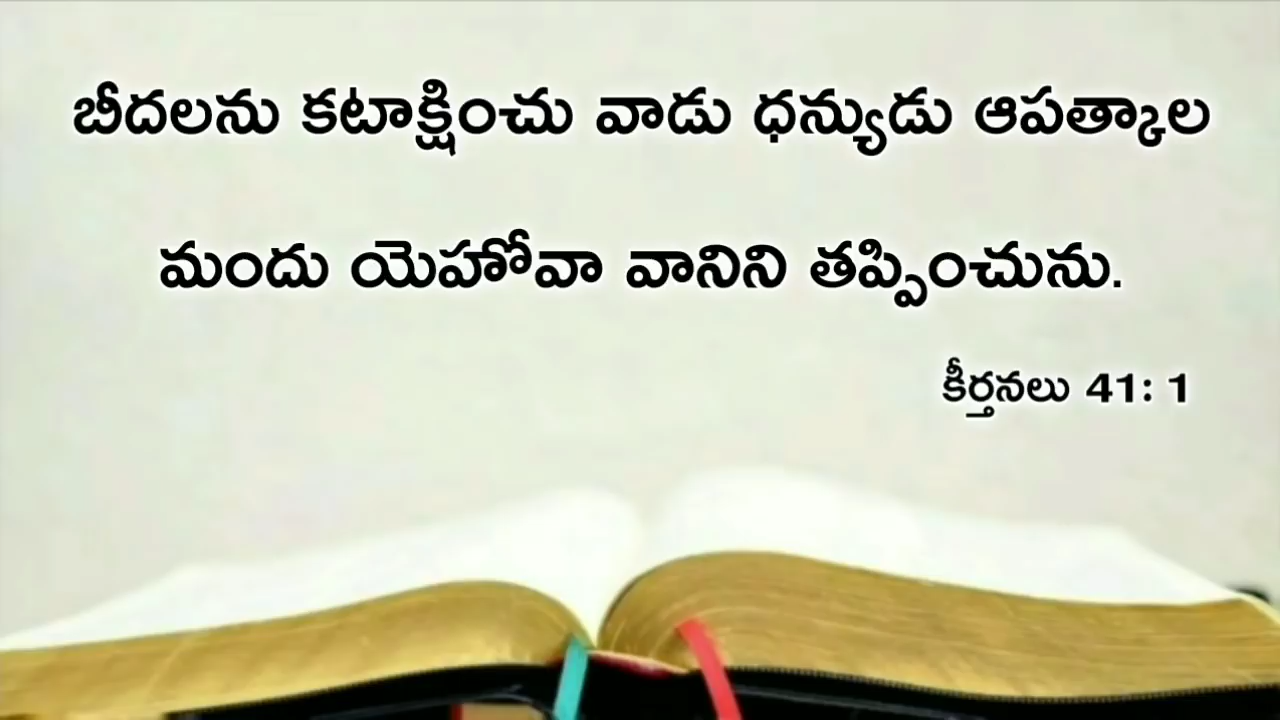 బీదలను కటాక్షించు వాడు ధన్యుడు ఆపత్కాల
మందు యెహోవా వానిని తప్పించును.
కీర్తనలు 41: 1